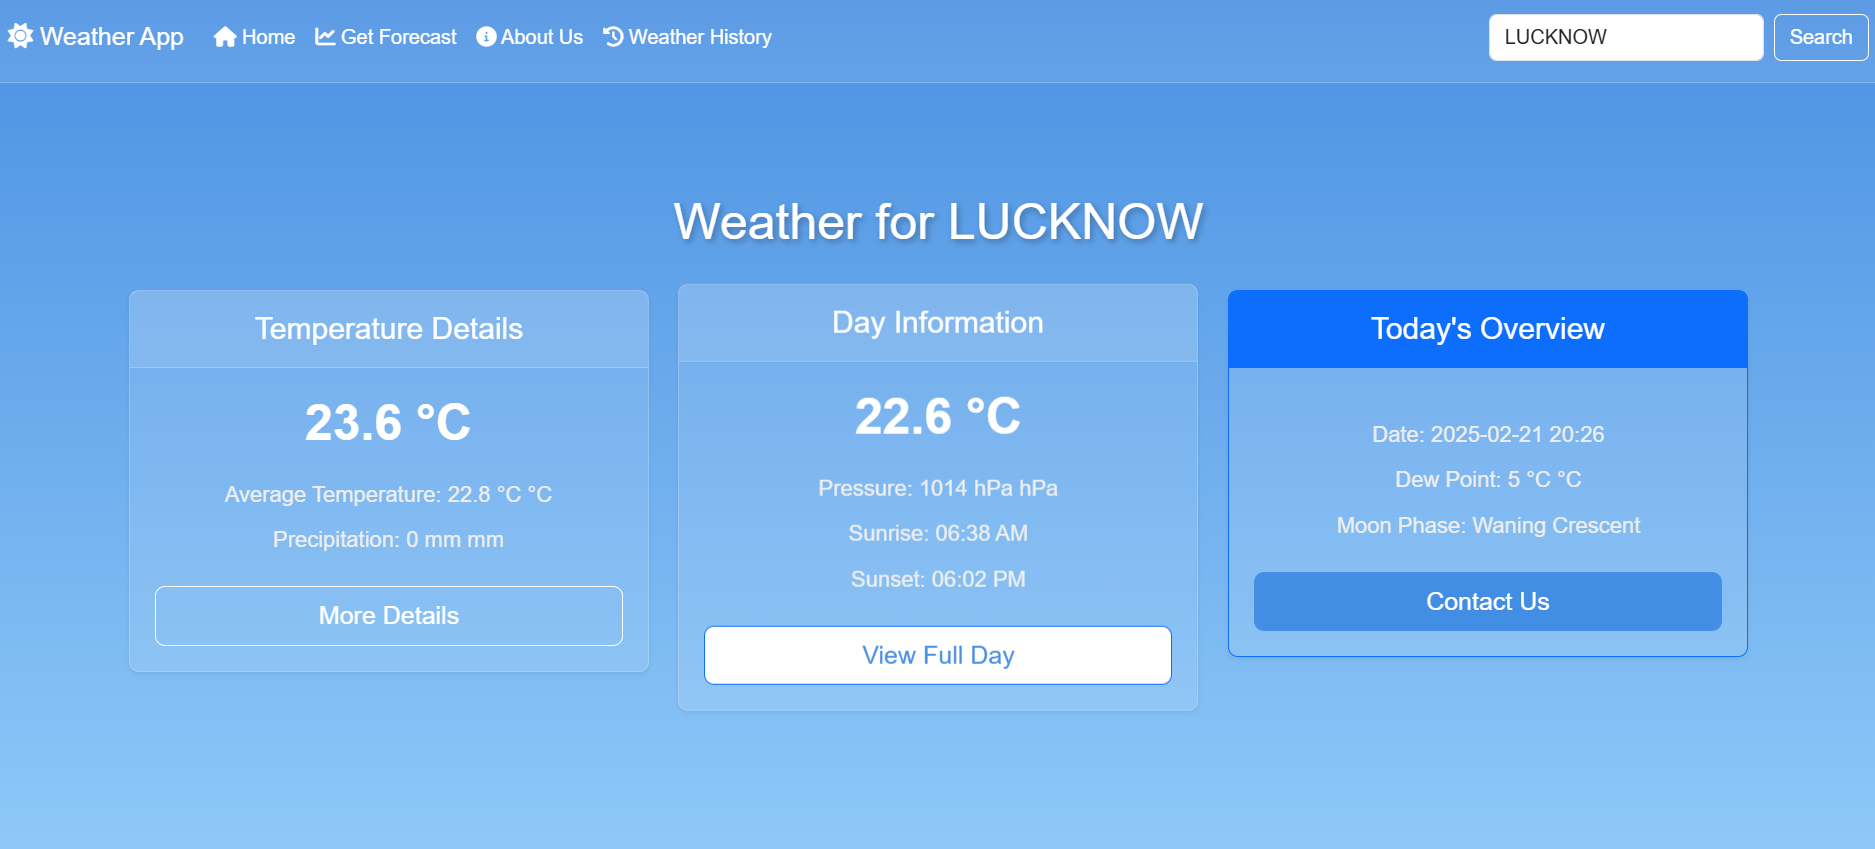 Weather App Home Get Forecast About Us Weather History LUCKNOW Search
Weather for LUCKNOW
Temperature Details
23.6 °C
Average Temperature: 22.8 °C °C
Precipitation: 0 mm mm
More Details
Day Information
22.6 °C
Pressure: 1014 hPa hPa
Sunrise: 06:38 AM
Sunset: 06:02 PM
View Full Day
Today's Overview
Date: 2025-02-21 20:26
Dew Point: 5 °C °C
Moon Phase: Waning Crescent
Contact Us